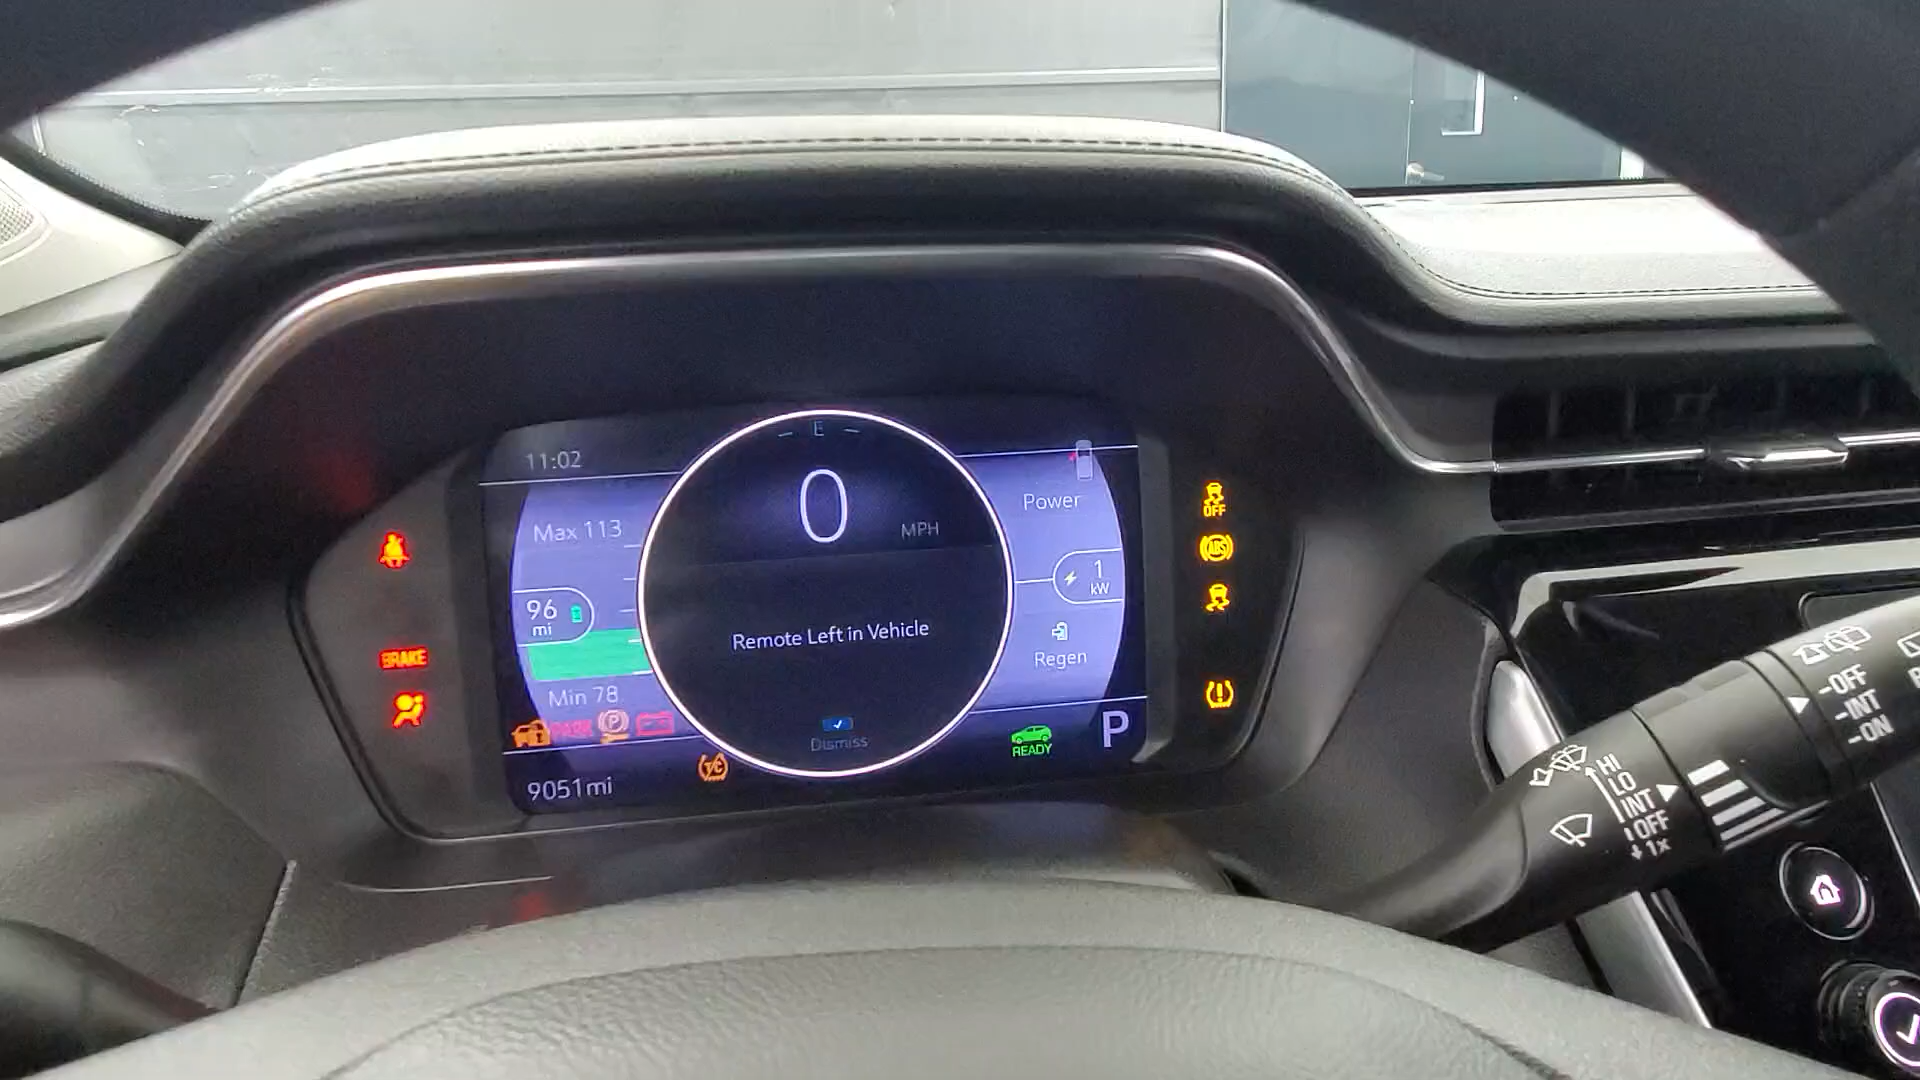 E
11:02
0
MPH
Max 113
Power
OFF
ABS
1
kW
96
mi
Remote Left in Vehicle
BRAKE
Regen
Min 78
PARK
P
Dismiss
READY
P
T/C
9051mi
-OFF
-INT
-ON
HI
LO
INT
OFF
1x